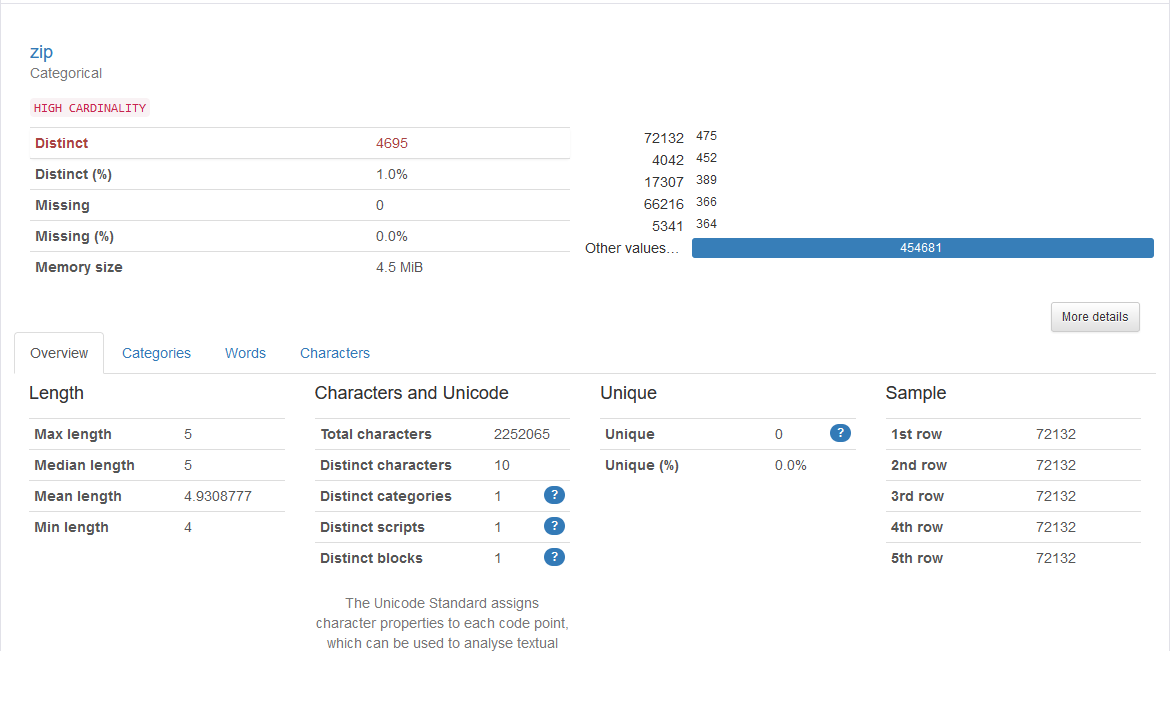 zip
Categorical
HIGH CARDINALITY
Distinct 4695
Distinct (%) 1.0%
Missing 0
Missing (%) 0.0%
Memory size 4.5 MiB
72132 475
4042 452
17307 389
66216 366
5341 364
Other values... 454681
More details
Overview Categories Words Characters
Length
Max length 5
Median length 5
Mean length 4.9308777
Min length 4
Characters and Unicode
Total characters 2252065
Distinct characters 10
Distinct categories 1 ?
Distinct scripts 1 ?
Distinct blocks 1 ?
The Unicode Standard assigns
character properties to each code point,
which can be used to analyse textual
Unique
Unique 0 ?
Unique (%) 0.0%
Sample
1st row 72132
2nd row 72132
3rd row 72132
4th row 72132
5th row 72132